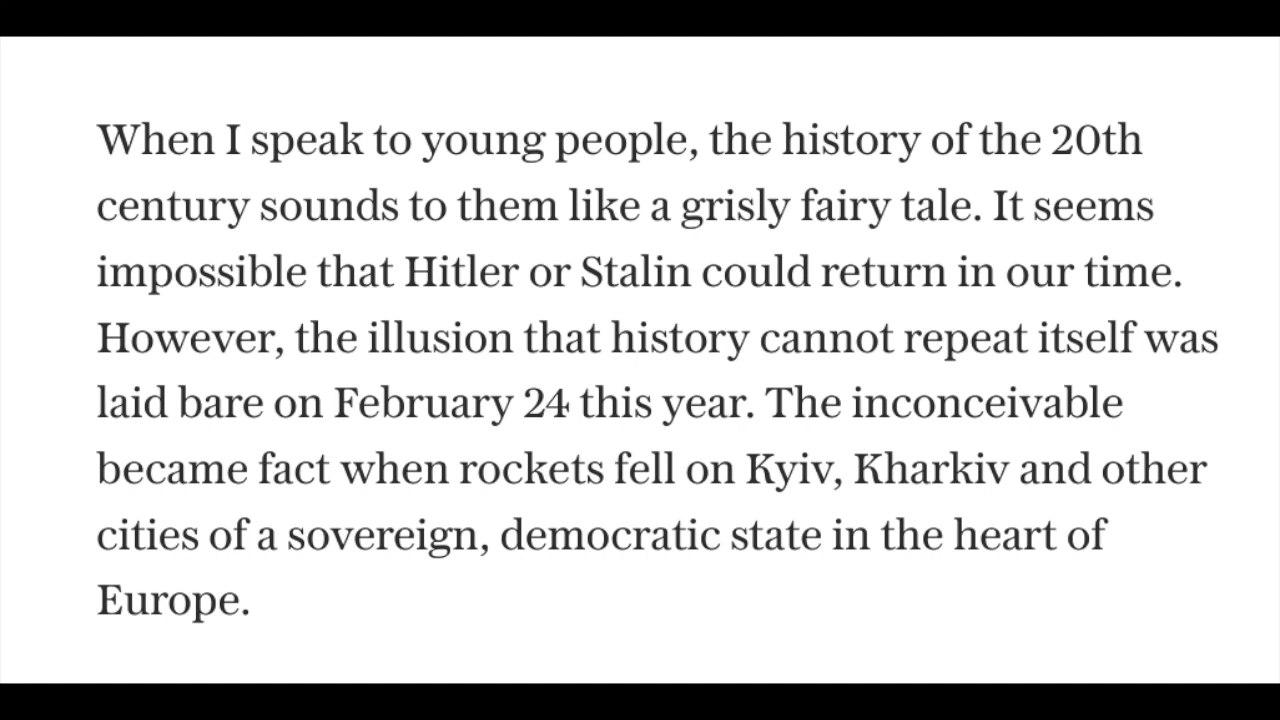 When I speak to young people, the history of the 20th
century sounds to them like a grisly fairy tale. It seems
impossible that Hitler or Stalin could return in our time.
However, the illusion that history cannot repeat itself was
laid bare on February 24 this year. The inconceivable
became fact when rockets fell on Kyiv, Kharkiv and other
cities of a sovereign, democratic state in the heart of
Europe.